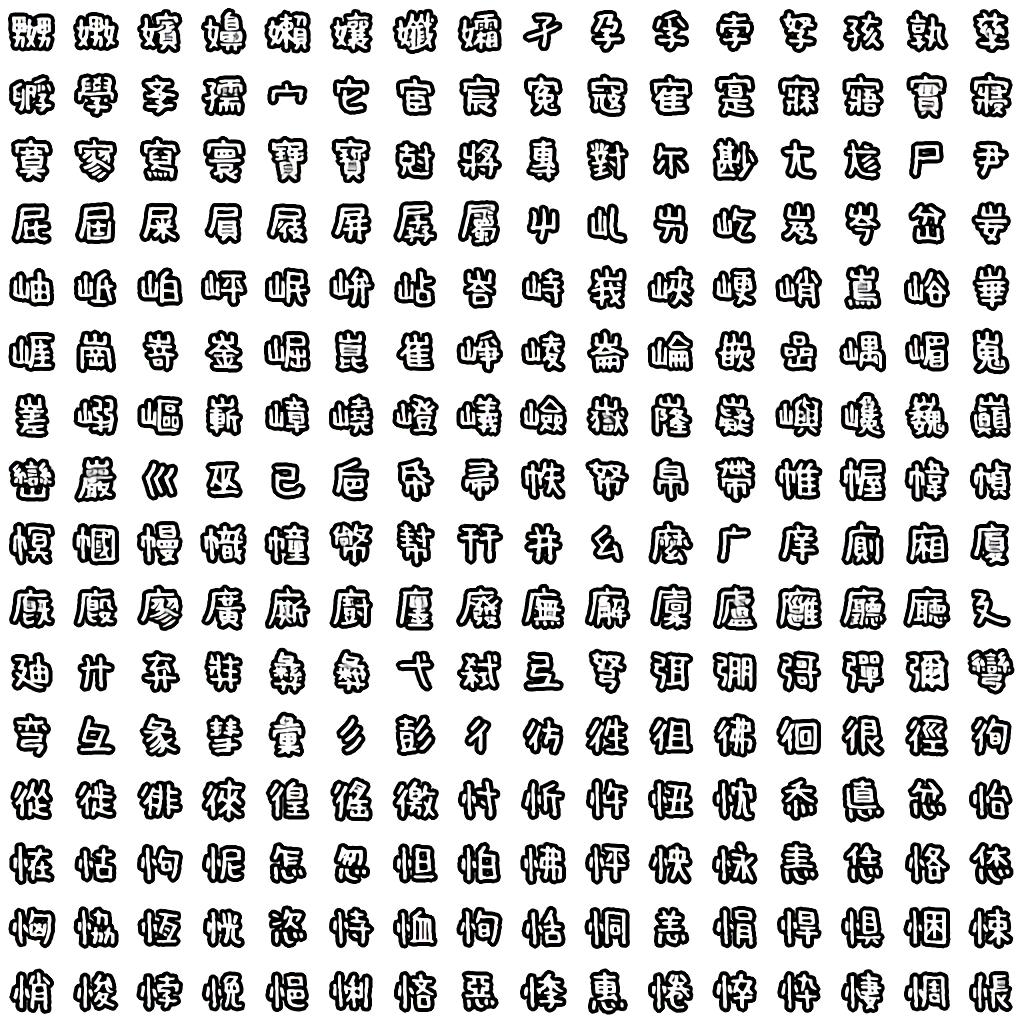 嬰嫐嬪嬶嬾孃孅孀孑孕孚孛孥孩孰孳
孵學孛孺宀它宦宸寃寇寉寔寐寤實寢
寞寥寫寰寶寳尅將專對尓尠尢尨尸尹
屁屆屎屓屐屏孱屬屮乢屶屹岌岑岔妛
岫岻岶岼岷峅岾峇峙峩峽峺峭嶌峪崋
崕崗嵜崟崛崑崔崢崚崙崘嵌嵒嵎嵋嵬
嵳嵶嶇嶄嶂嶢嶝嶬嶮嶽嶐嶷嶼巉巍巓
巒巖巛巫已巵帋帚帙帑帛帶帷幄幃幀
幎幗幔幟幢幤幇幵并幺麼广庠廁廂廈
廐廏廖廣廝廚廛廢廡廨廩廬廱廳廰廴
廸廾弃弉彝彜弋弑弖弩弭弸彁彈彌彎
弯彑彖彗彙彡彭彳彷徃徂彿徊很徑徇
從徙徘徠徨徭徼忖忻忤忸忱忝悳忿怡
恠怙怐怩怎怱怛怕怫怦怏怺恚恁恪恷
恟恊恆恍恣恃恤恂恬恫恙悁悍惧悃悚
悄悛悖悗悒悧悋惡悸惠惓悴忰悽惆悵